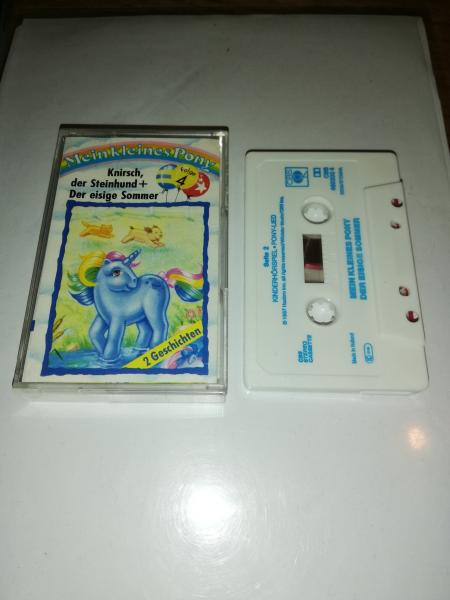 Mein kleines Pony
Knirsch,
der Steinhund +
Der eisige Sommer
Folge
4
2 Geschichten
CBS
Seite 2
KINDERHÖRSPIEL + PONY-LIED
MEIN KLEINES PONY
DER EISIGE SOMMER
CBS
STEREO
CASSETTE
Made in Holland